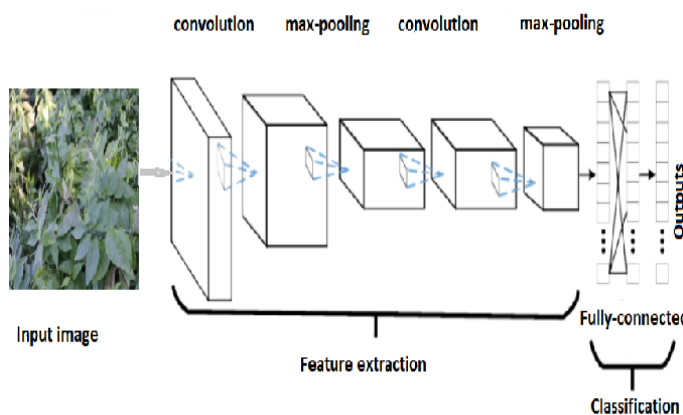 convolution
max-pooling
convolution
max-pooling
Outputs
Input image
Fully-connected
Feature extraction
Classification